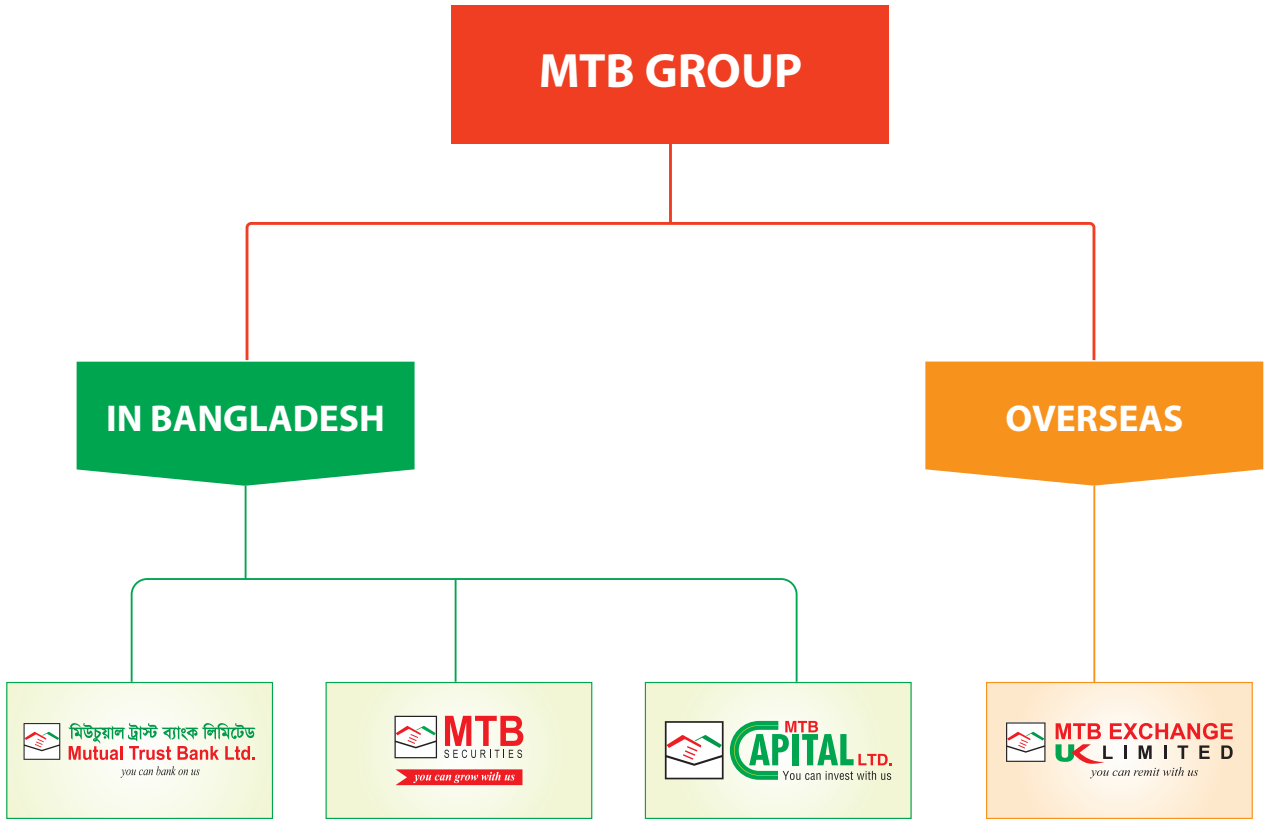 MTB GROUP
IN BANGLADESH
OVERSEAS
মিউচুয়াল ট্রাস্ট ব্যাংক লিমিটেড
Mutual Trust Bank Ltd.
you can bank on us
MTB
SECURITIES
you can grow with us
MTB
CAPITAL LTD.
You can invest with us
MTB EXCHANGE
UK LIMITED
you can remit with us